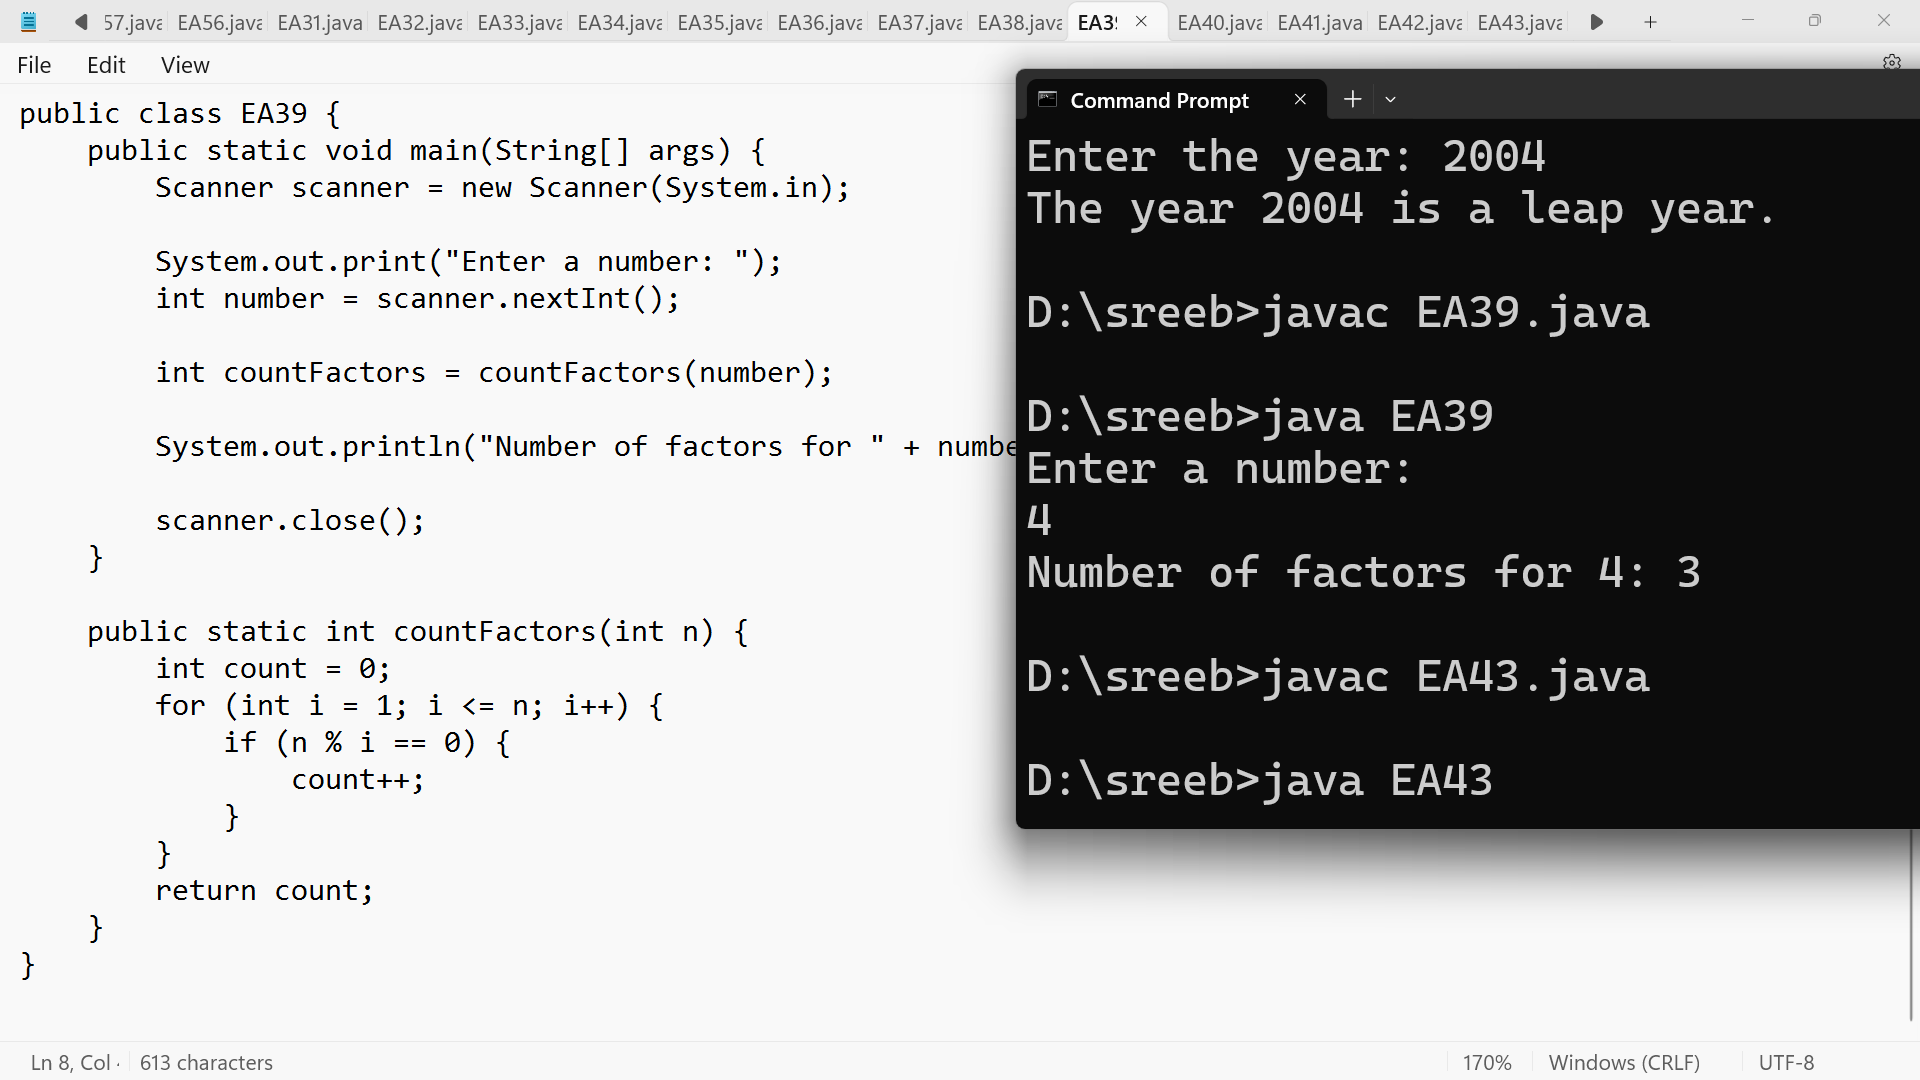 57.java EA56.java EA31.java EA32.java EA33.java EA34.java EA35.java EA36.java EA37.java EA38.java EA39 EA40.java EA41.java EA42.java EA43.java
File Edit View
public class EA39 {
public static void main(String[] args) {
Scanner scanner = new Scanner(System.in);
System.out.print("Enter a number: ");
int number = scanner.nextInt();
int countFactors = countFactors(number);
System.out.println("Number of factors for " + numbe
scanner.close();
}
public static int countFactors(int n) {
int count = 0;
for (int i = 1; i <= n; i++) {
if (n % i == 0) {
count++;
}
}
return count;
}
}
Ln 8, Col 613 characters 170% Windows (CRLF) UTF-8
Command Prompt
Enter the year: 2004
The year 2004 is a leap year.
D:\sreeb>javac EA39.java
D:\sreeb>java EA39
Enter a number:
4
Number of factors for 4: 3
D:\sreeb>javac EA43.java
D:\sreeb>java EA43